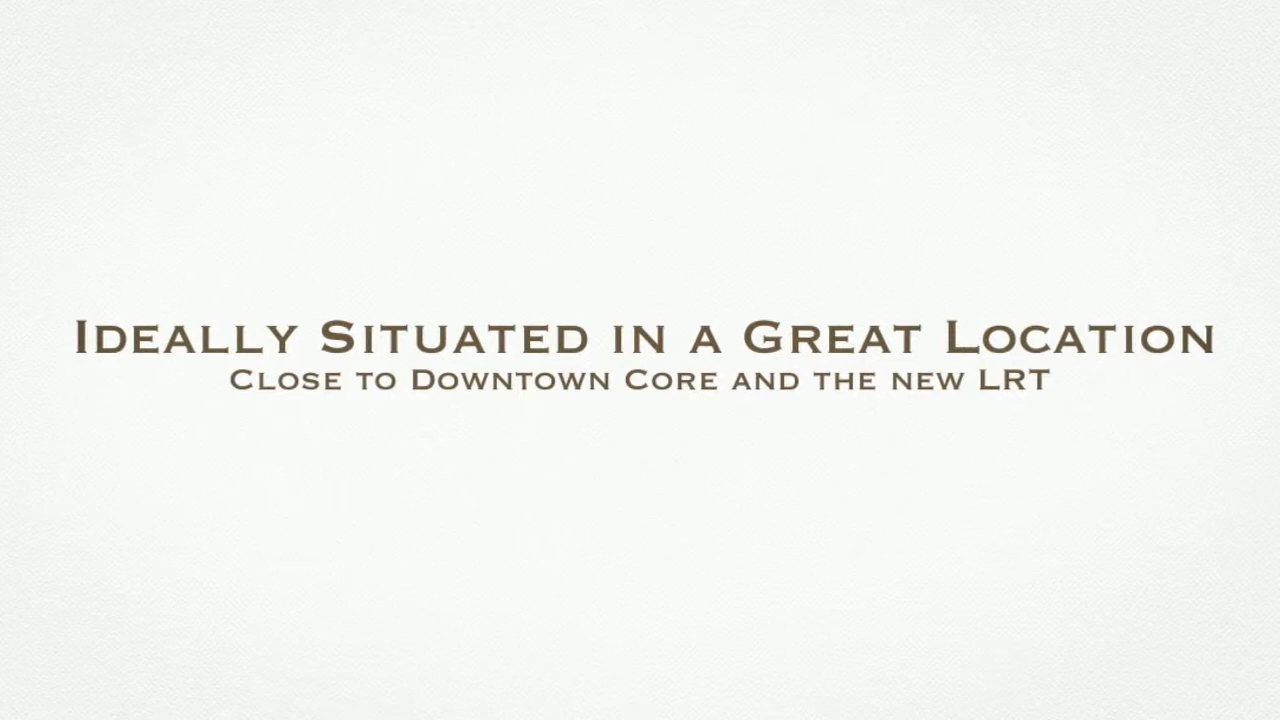 Ideally Situated in a Great Location
Close to Downtown Core and the new LRT